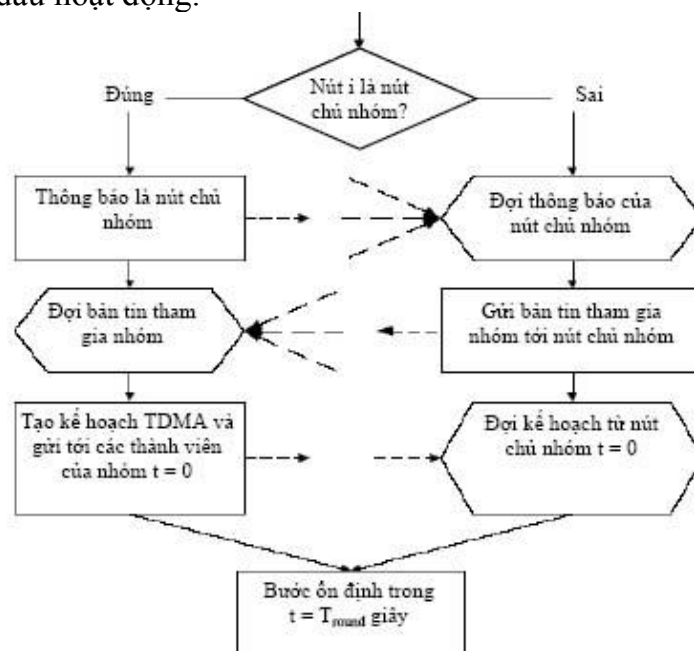 hoạt động.
Nút i là nút
chủ nhóm?
Đúng
Sai
Thông báo là nút chủ
nhóm
Đợi thông báo của
nút chủ nhóm
Đợi bản tin tham
gia nhóm
Gửi bản tin tham gia
nhóm tới nút chủ nhóm
Tạo kế hoạch TDMA và
gửi tới các thành viên
của nhóm t = 0
Đợi kế hoạch từ nút
chủ nhóm t = 0
Bước ổn định trong
t = Tround giây